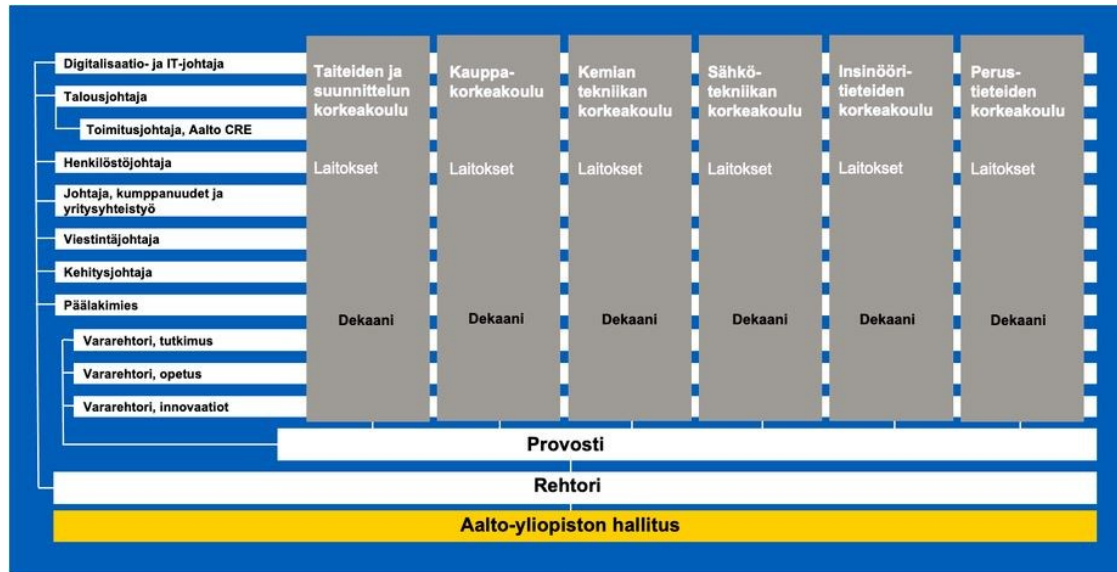 Digitalisaatio- ja IT-johtaja
Talousjohtaja
Toimitusjohtaja, Aalto CRE
Henkilöstöjohtaja
Johtaja, kumppanuudet ja
yritysyhteistyö
Viestintäjohtaja
Kehitysjohtaja
Päälakimies
Vararehtori, tutkimus
Vararehtori, opetus
Vararehtori, innovaatiot
Taiteiden ja
suunnittelun
korkeakoulu
Laitokset
Dekaani
Kauppa-
korkeakoulu
Laitokset
Dekaani
Kemian
tekniikan
korkeakoulu
Laitokset
Dekaani
Sähkö-
tekniikan
korkeakoulu
Laitokset
Dekaani
Insinööri-
tieteiden
korkeakoulu
Laitokset
Dekaani
Perus-
tieteiden
korkeakoulu
Laitokset
Dekaani
Provosti
Rehtori
Aalto-yliopiston hallitus